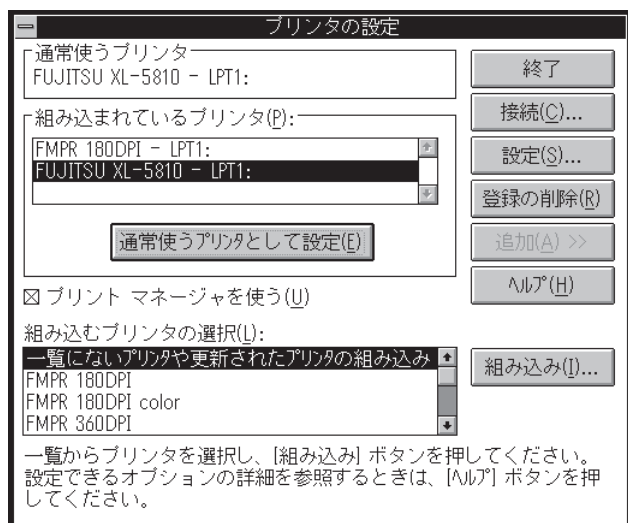 プリンタの設定
通常使うプリンタ
FUJITSU XL-5810 - LPT1:
終了
組み込まれているプリンタ(P):
FMPR 180DPI - LPT1:
FUJITSU XL-5810 - LPT1:
通常使うプリンタとして設定(E)
接続(C)...
設定(S)...
登録の削除(R)
追加(A) >>
ヘルプ(H)
プリント マネージャを使う(U)
組み込むプリンタの選択(L):
一覧にないプリンタや更新されたプリンタの組み込み
FMPR 180DPI
FMPR 180DPI color
FMPR 360DPI
組み込み(I)...
一覧からプリンタを選択し、[組み込み] ボタンを押してください。
設定できるオプションの詳細を参照するときは、[ヘルプ] ボタンを押
してください。